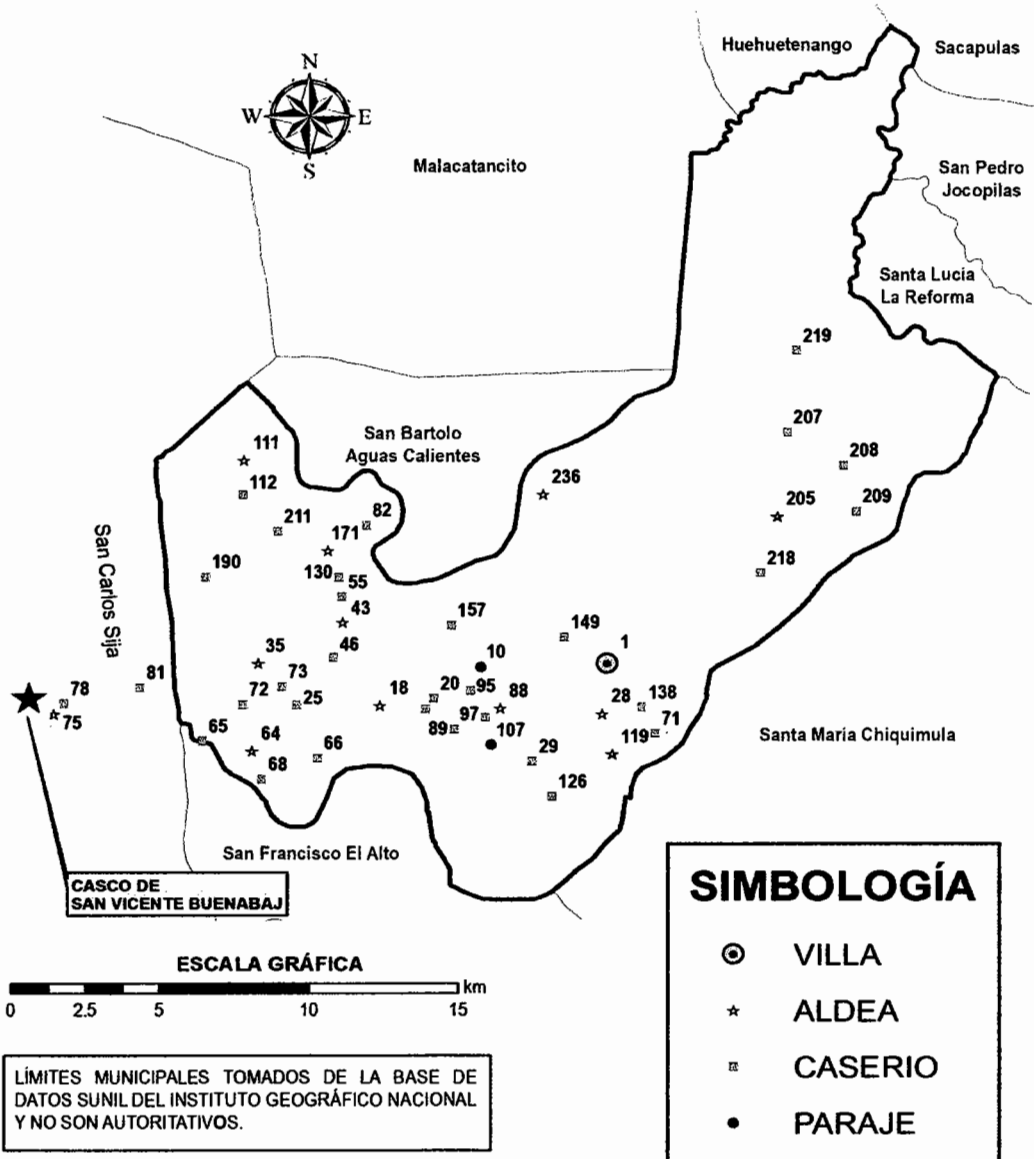 Huehuetenango
Sacapulas
N
W
E
S
Malacatancito
San Pedro
Jocopilas
Santa Lucía
La Reforma
219
207
208
205
209
218
San Bartolo
Aguas Calientes
236
111
112
211
171
82
190
130
55
43
157
149
1
San Carlos Sija
35
46
10
81
73
78
72
25
18
20
95
88
28
138
75
65
64
89
97
107
119
71
68
66
29
126
Santa María Chiquimula
San Francisco El Alto
CASCO DE
SAN VICENTE BUENABAJ
ESCALA GRÁFICA
km
0 2.5 5 10 15
LÍMITES MUNICIPALES TOMADOS DE LA BASE DE
DATOS SUNIL DEL INSTITUTO GEOGRÁFICO NACIONAL
Y NO SON AUTORITATIVOS.
SIMBOLOGÍA
VILLA
ALDEA
CASERIO
PARAJE